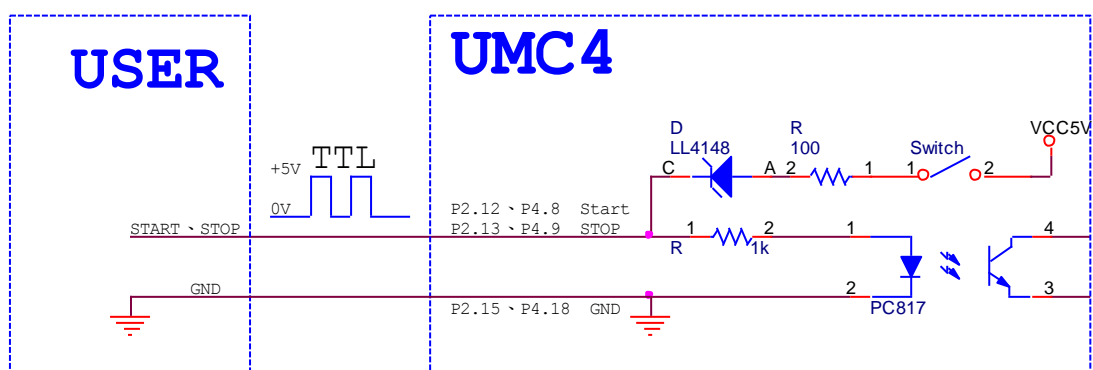 USER
UMC4
D
LL4148
R
100
Switch
VCC5V
C
A
2
1
1
2
+5V
TTL
0V
P2.12、P4.8 Start
START、STOP
P2.13、P4.9 STOP
R
1
2
1k
1
4
GND
2
3
P2.15、P4.18 GND
PC817